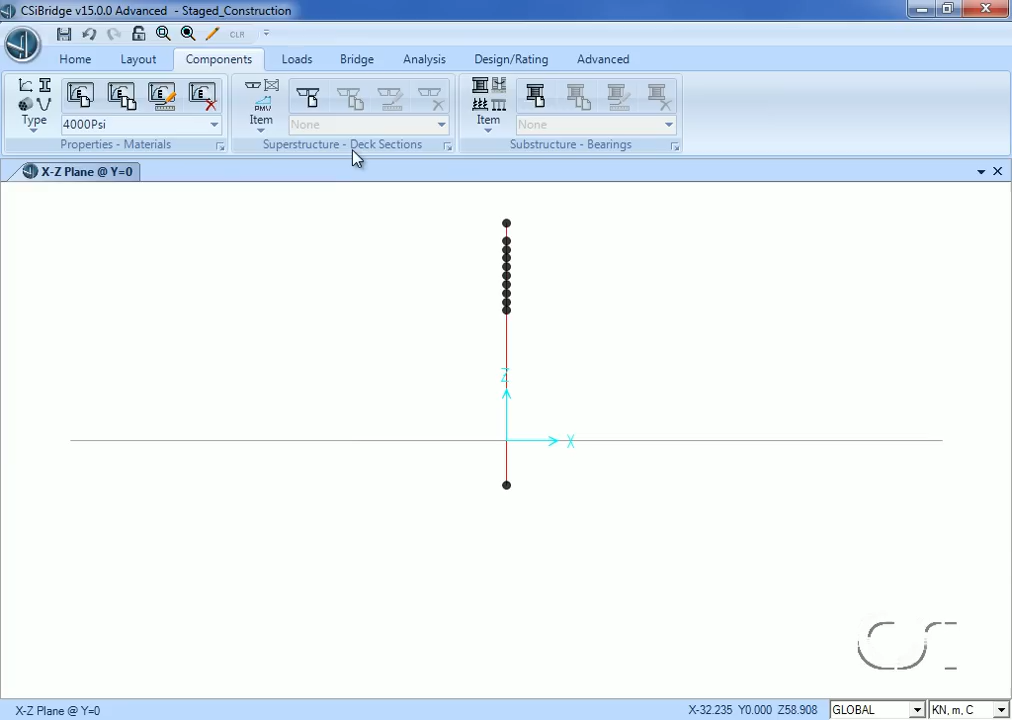 CSiBridge v15.0.0 Advanced - Staged_Construction
CLR
Home Layout Components Loads Bridge Analysis Design/Rating Advanced
Type
4000Psi
Properties - Materials
PMV
Item
None
Superstructure - Deck Sections
Item
None
Substructure - Bearings
X-Z Plane @ Y=0
Z
X
CSI
X-Z Plane @ Y=0
X-32.235 Y0.000 Z58.908
GLOBAL
KN, m, C